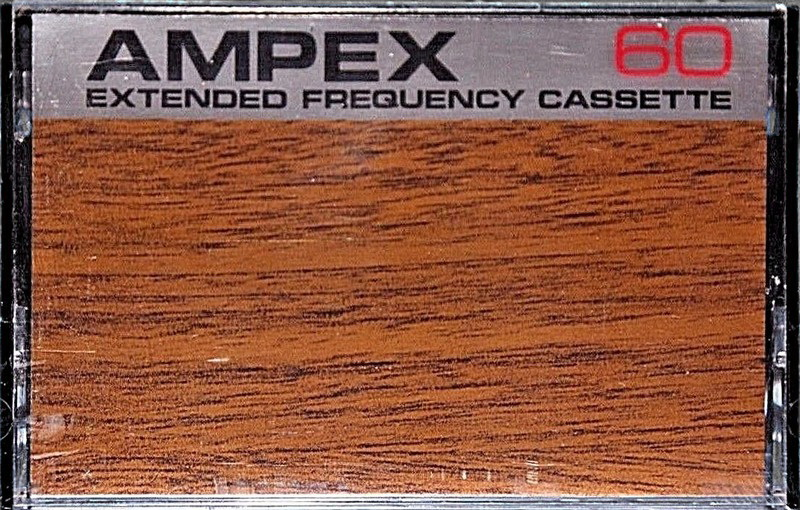 AMPEX 60
EXTENDED FREQUENCY CASSETTE